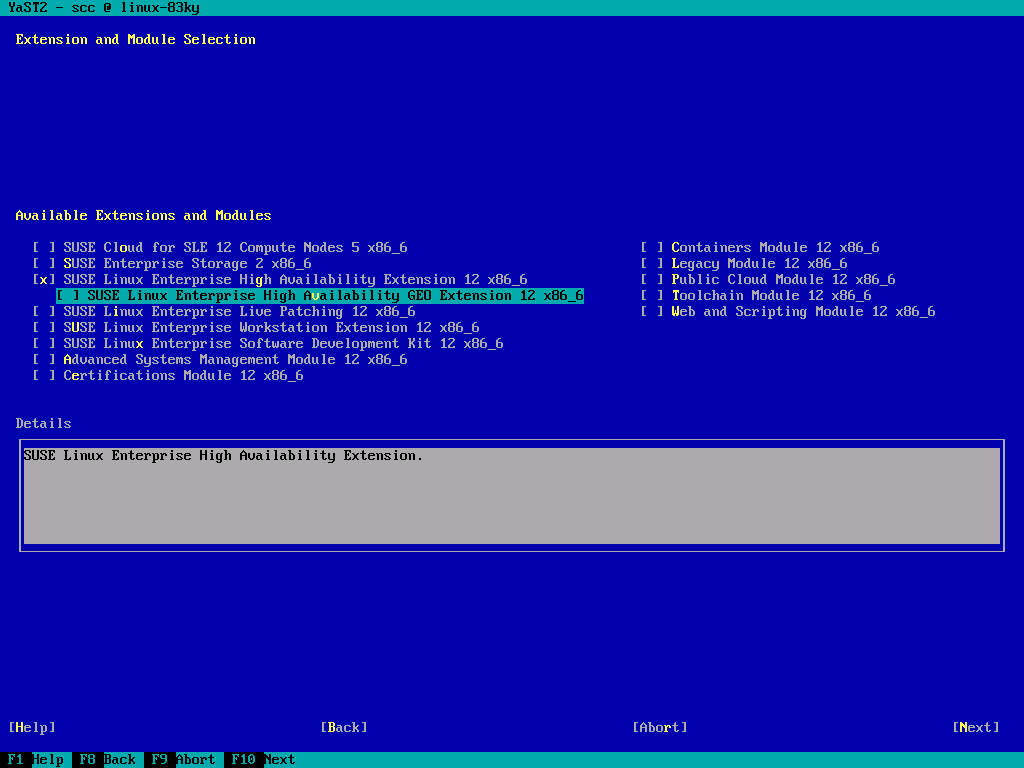 YaST2 - scc @ linux-83ky
Extension and Module Selection
Available Extensions and Modules
[ ] SUSE Cloud for SLE 12 Compute Nodes 5 x86_6 [ ] Containers Module 12 x86_6
[ ] SUSE Enterprise Storage 2 x86_6 [ ] Legacy Module 12 x86_6
[x] SUSE Linux Enterprise High Availability Extension 12 x86_6 [ ] Public Cloud Module 12 x86_6
[ ] SUSE Linux Enterprise High Availability GEO Extension 12 x86_6 [ ] Toolchain Module 12 x86_6
[ ] SUSE Linux Enterprise Live Patching 12 x86_6 [ ] Web and Scripting Module 12 x86_6
[ ] SUSE Linux Enterprise Workstation Extension 12 x86_6
[ ] SUSE Linux Enterprise Software Development Kit 12 x86_6
[ ] Advanced Systems Management Module 12 x86_6
[ ] Certifications Module 12 x86_6
Details
SUSE Linux Enterprise High Availability Extension.
[Help] [Back] [Abort] [Next]
F1 Help F8 Back F9 Abort F10 Next